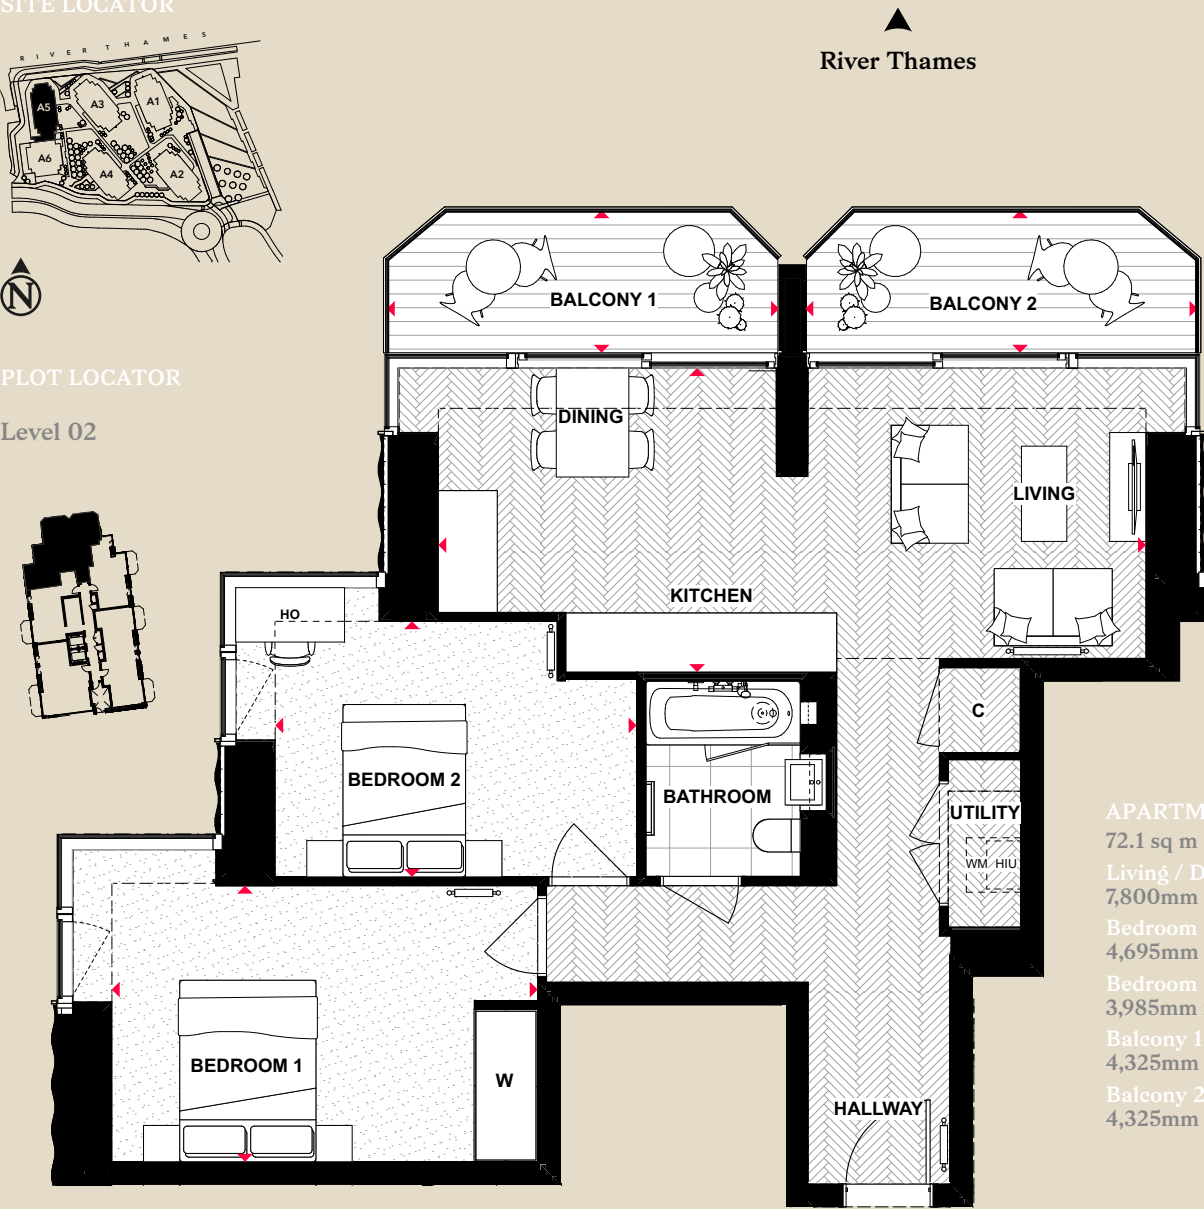 SITE LOCATOR
RIVER THAMES
A5
A3
A1
A6
A4
A2
N
PLOT LOCATOR
Level 02
River Thames
BALCONY 1
BALCONY 2
DINING
LIVING
KITCHEN
HO
BEDROOM 2
BATHROOM
C
UTILITY
WM HIU
BEDROOM 1
W
HALLWAY
72.1 sq m
Living /
7,800mm
Bedroom
4,695mm
Bedroom
3,985mm
Balcony 1
4,325mm
Balcony 2
4,325mm